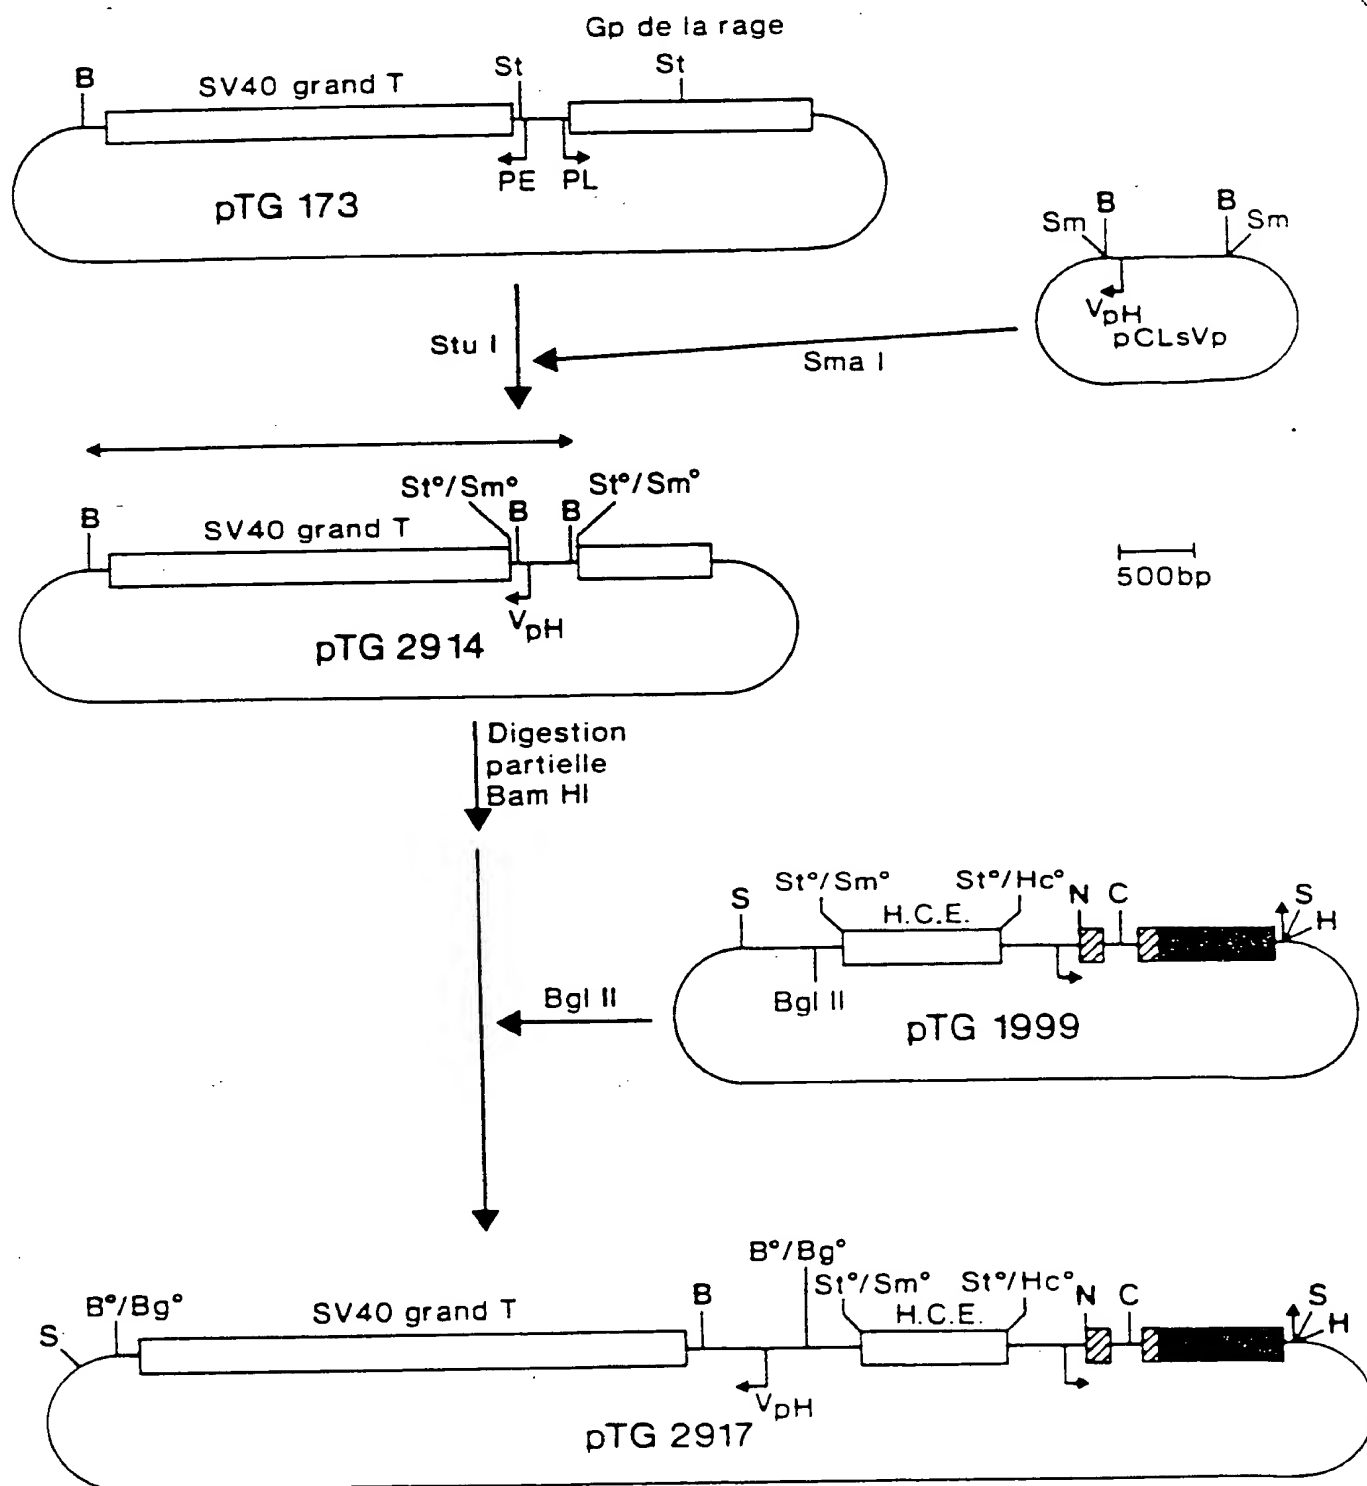 Gp de la rage
B
SV40 grand T
St
St
PE
PL
pTG 173
B
B
Sm
Sm
VpH
pCLsVp
Stu I
Sma I
St°/Sm°
St°/Sm°
B
SV40 grand T
B
B
500bp
VpH
pTG 2914
Digestion
partielle
Bam HI
S
St°/Sm°
H.C.E.
St°/Hc°
N
C
S
H
Bgl II
Bgl II
pTG 1999
B°/Bg°
S
B°/Bg°
SV40 grand T
B
St°/Sm°
H.C.E.
St°/Hc°
N
C
S
H
VpH
pTG 2917